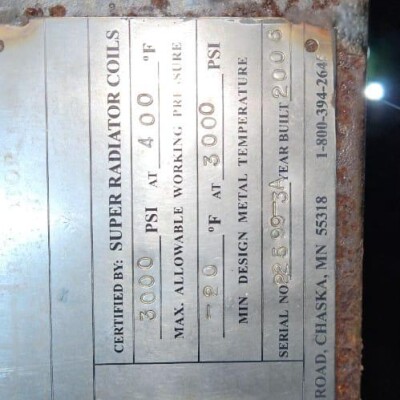 CERTIFIED BY: SUPER RADIATOR COILS
3000 PSI AT 400 °F
MAX. ALLOWABLE WORKING PRESSURE
-20 °F AT 3000 PSI
MIN. DESIGN METAL TEMPERATURE
SERIAL NO. YEAR BUILT 2006
ROAD, CHASKA, MN 55318 1-800-394-2646